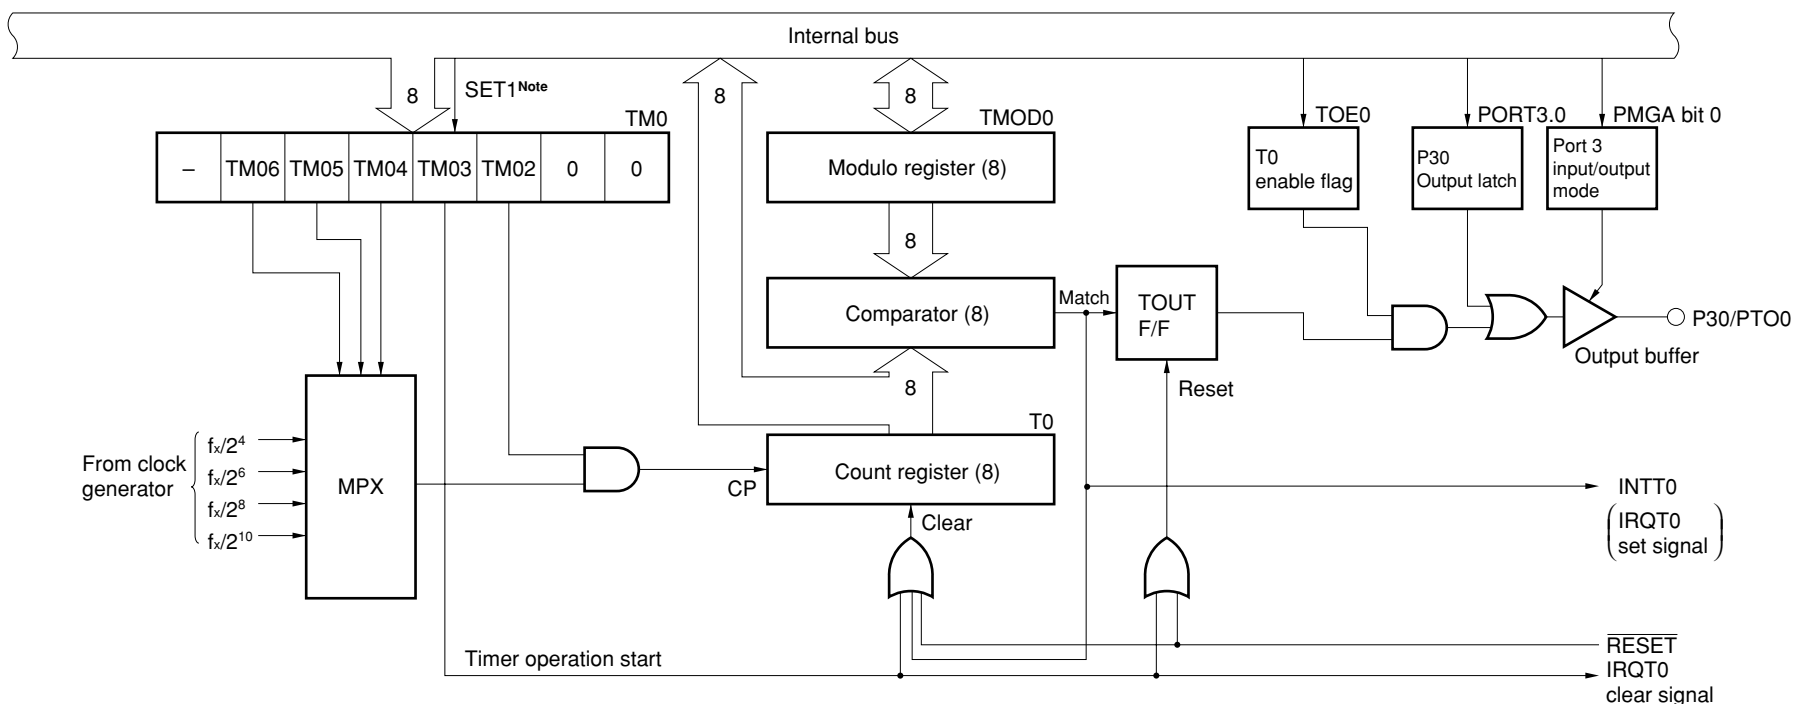 Internal bus
8
SET1Note
8
8
TM0
TMOD0
TOE0
PORT3.0
PMGA bit 0
– TM06 TM05 TM04 TM03 TM02 0 0
Modulo register (8)
T0
enable flag
P30
Output latch
Port 3
input/output
mode
8
Match
Comparator (8)
TOUT
F/F
P30/PTO0
Output buffer
8
Reset
T0
From clock
generator
fx/2⁴
fx/2⁶
fx/2⁸
fx/2¹⁰
MPX
CP
Count register (8)
Clear
INTT0
IRQT0
set signal
Timer operation start
RESET
IRQT0
clear signal